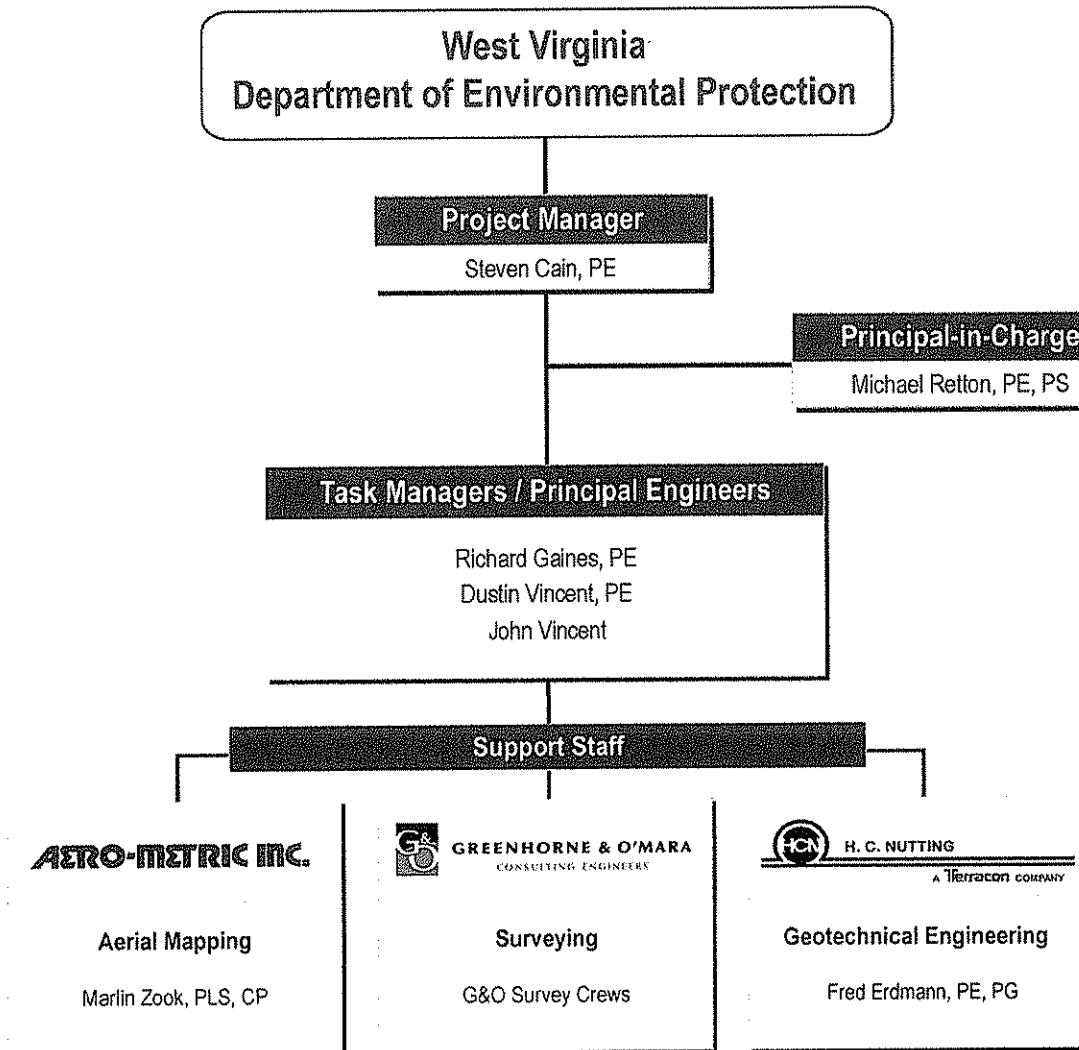 West Virginia
Department of Environmental Protection
Project Manager
Steven Cain, PE
Principal-in-Charge
Michael Retton, PE, PS
Task Managers / Principal Engineers
Richard Gaines, PE
Dustin Vincent, PE
John Vincent
Support Staff
AERO-METRIC INC.
Aerial Mapping
Marlin Zook, PLS, CP
G&O
GREENHORNE & O'MARA
CONSULTING ENGINEERS
Surveying
G&O Survey Crews
HCN
H. C. NUTTING
A Terracon COMPANY
Geotechnical Engineering
Fred Erdmann, PE, PG